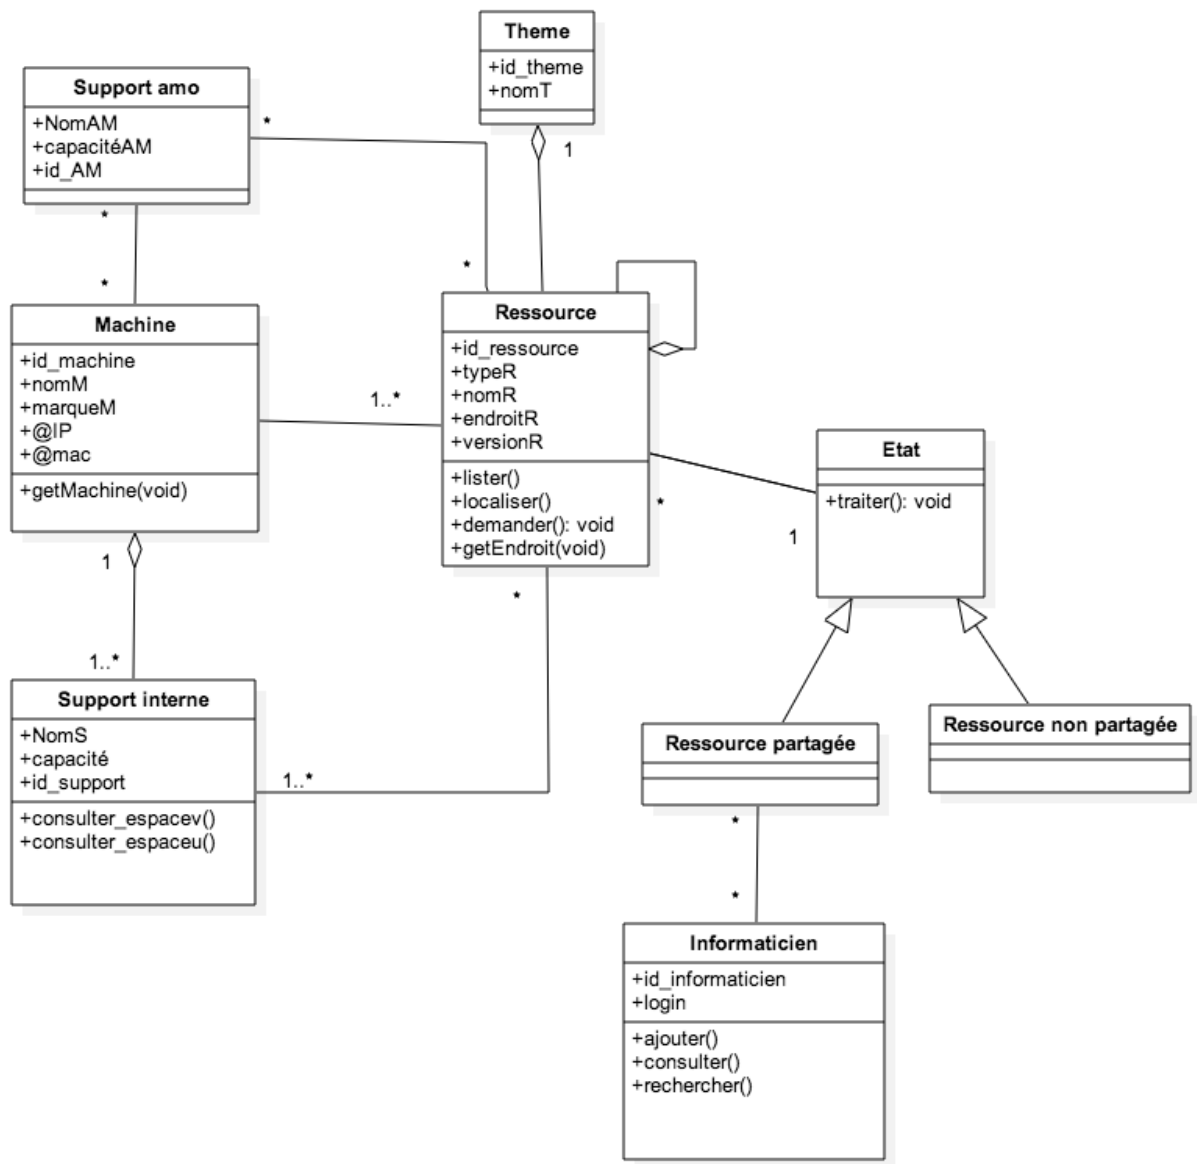 Theme
+id_theme
+nomT
1
Support amo
+NomAM
+capacitéAM
+id_AM
*
*
*
*
Machine
+id_machine
+nomM
+marqueM
+@IP
+@mac
+getMachine(void)
1..*
Ressource
+id_ressource
+typeR
+nomR
+endroitR
+versionR
+lister()
+localiser()
+demander(): void
+getEndroit(void)
*
1
Etat
+traiter(): void
1
1..*
*
Support interne
+NomS
+capacité
+id_support
+consulter_espacev()
+consulter_espaceu()
1..*
Ressource partagée
Ressource non partagée
*
*
Informaticien
+id_informaticien
+login
+ajouter()
+consulter()
+rechercher()